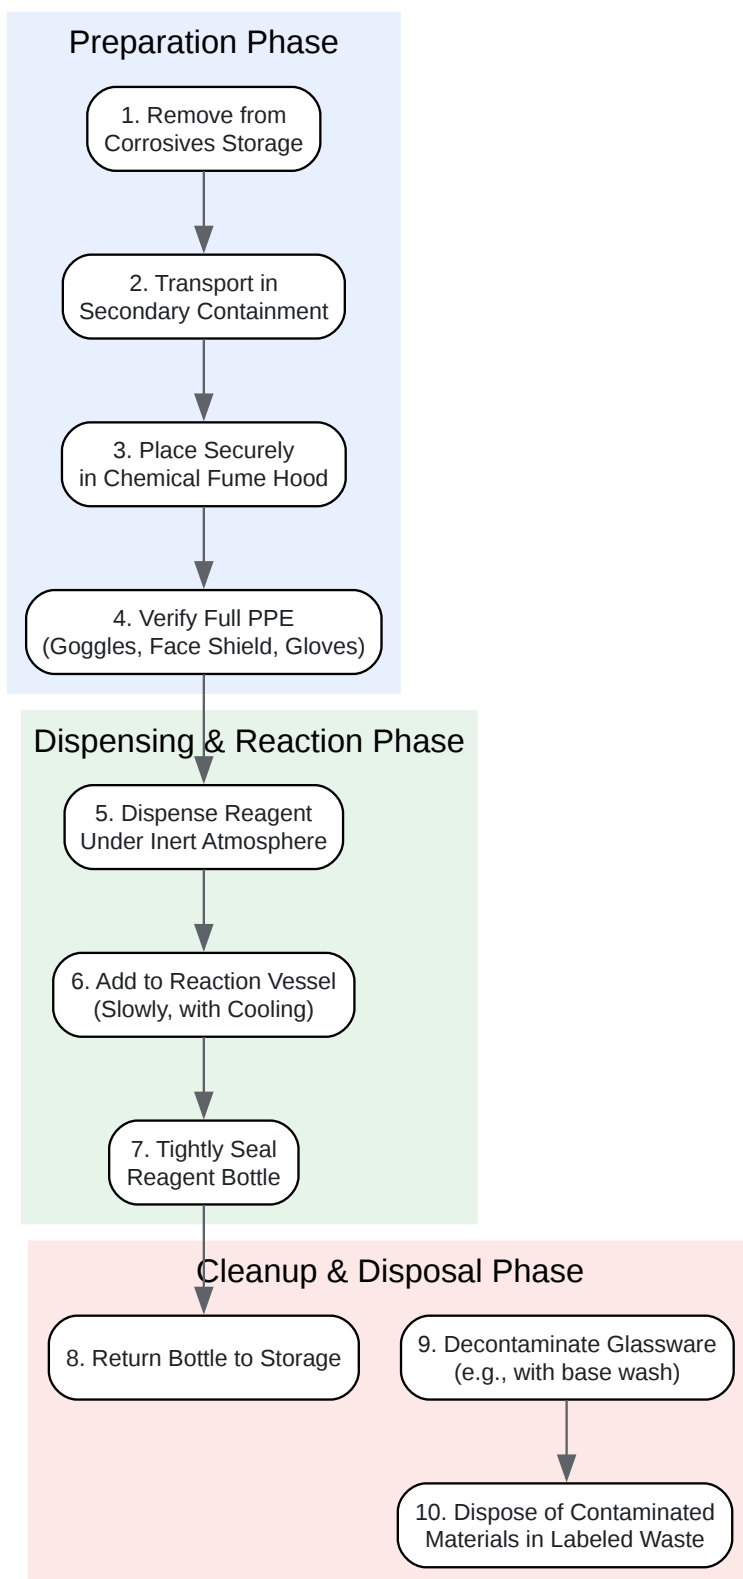 Preparation Phase
1. Remove from
Corrosives Storage
2. Transport in
Secondary Containment
3. Place Securely
in Chemical Fume Hood
4. Verify Full PPE
(Goggles, Face Shield, Gloves)
Dispensing & Reaction Phase
5. Dispense Reagent
Under Inert Atmosphere
6. Add to Reaction Vessel
(Slowly, with Cooling)
7. Tightly Seal
Reagent Bottle
Cleanup & Disposal Phase
8. Return Bottle to Storage
9. Decontaminate Glassware
(e.g., with base wash)
10. Dispose of Contaminated
Materials in Labeled Waste